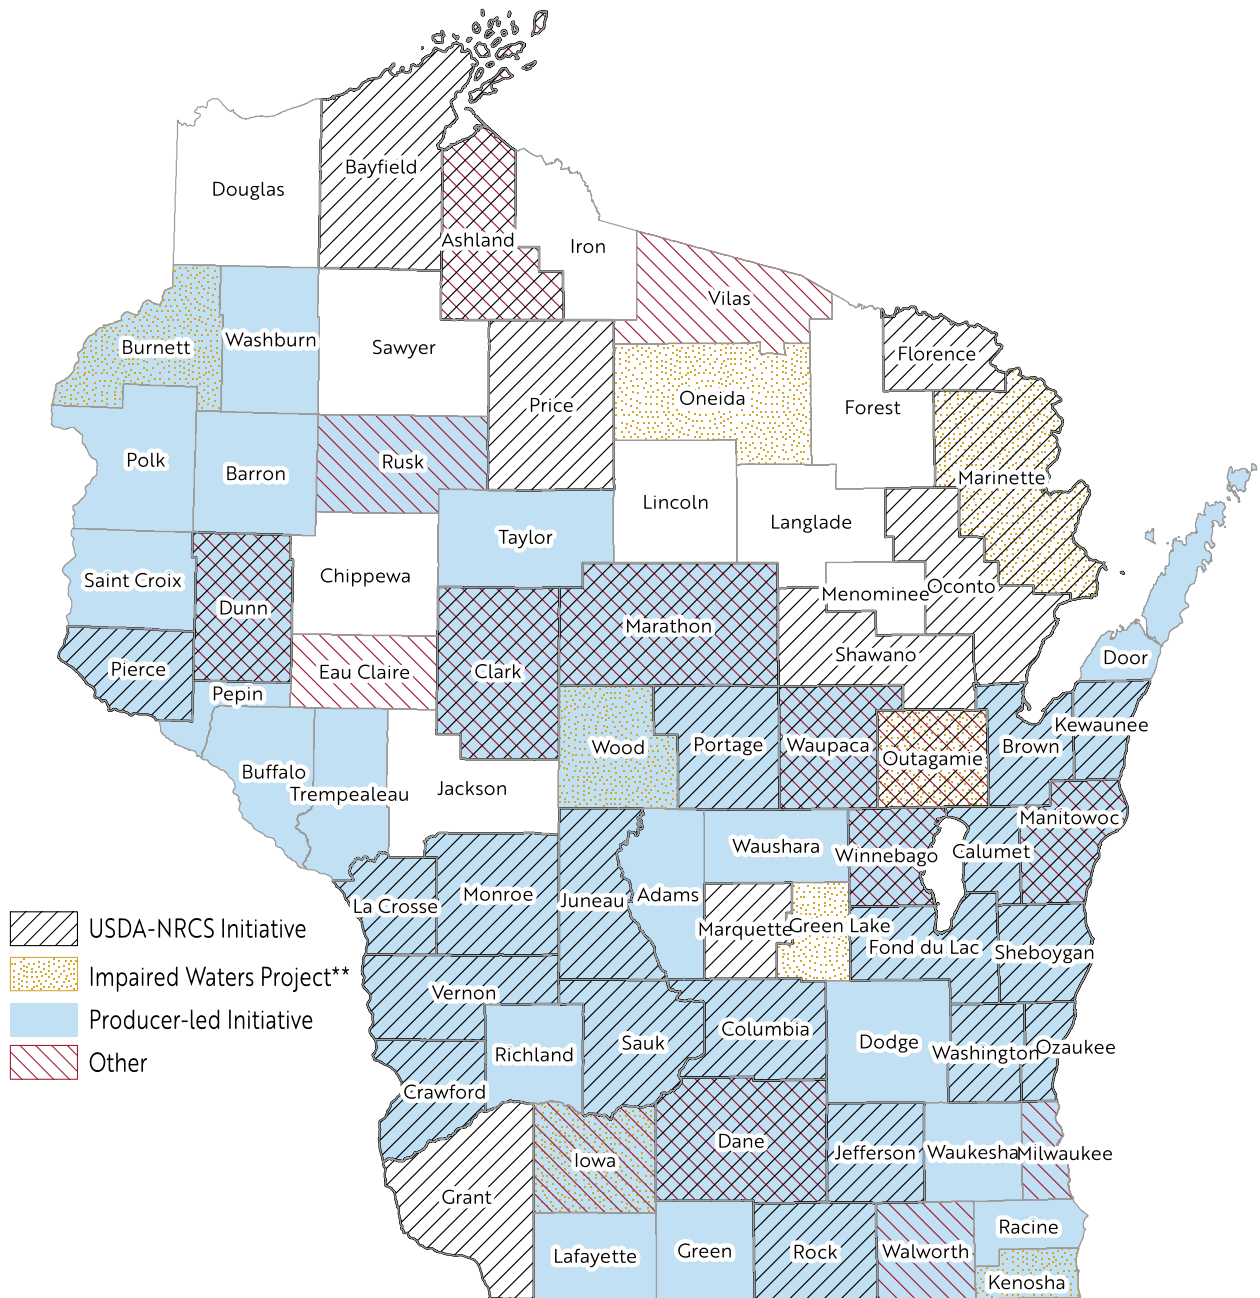 Bayfield
Douglas
Ashland
Iron
Vilas
Washburn
Burnett
Sawyer
Florence
Oneida
Price
Forest
Polk
Rusk
Barron
Marinette
Lincoln
Langlade
Taylor
Saint Croix
Chippewa
Oconto
Menominee
Dunn
Marathon
Shawano
Door
Pierce
Eau Claire
Clark
Pepin
Kewaunee
Wood
Portage
Waupaca
Brown
Outagamie
Buffalo
Trempealeau
Jackson
Manitowoc
Waushara
Winnebago
Calumet
Monroe
Adams
Juneau
La Crosse
Marquette
Green Lake
USDA-NRCS Initiative
Fond du Lac
Sheboygan
Impaired Waters Project**
Vernon
Producer-led Initiative
Columbia
Sauk
Dodge
Ozaukee
Washington
Richland
Other
Crawford
Dane
Jefferson
Waukesha
Milwaukee
Iowa
Grant
Racine
Lafayette
Green
Rock
Walworth
Kenosha